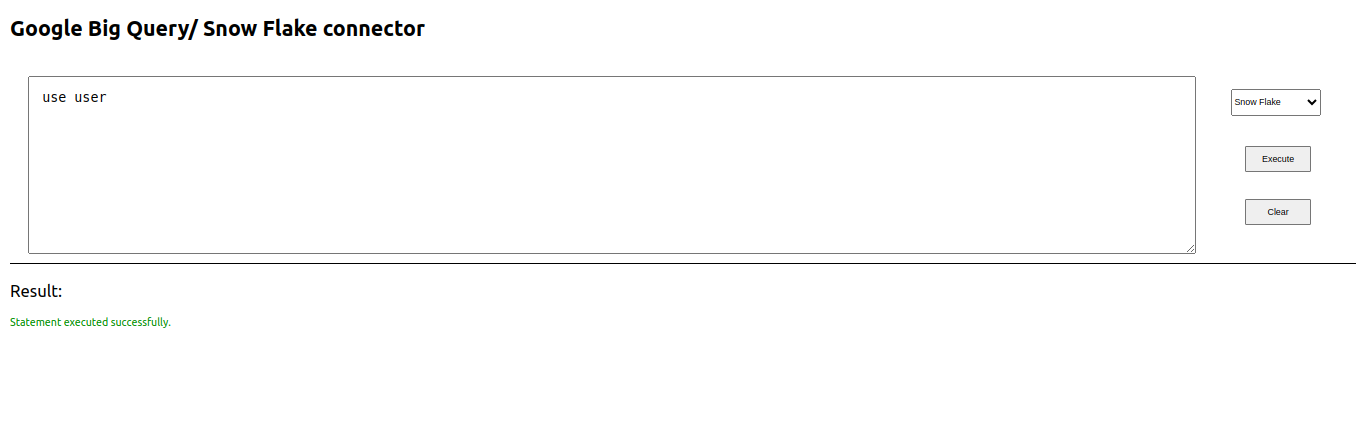 Google Big Query/ Snow Flake connector
use user
Snow Flake
Execute
Clear
Result:
Statement executed successfully.